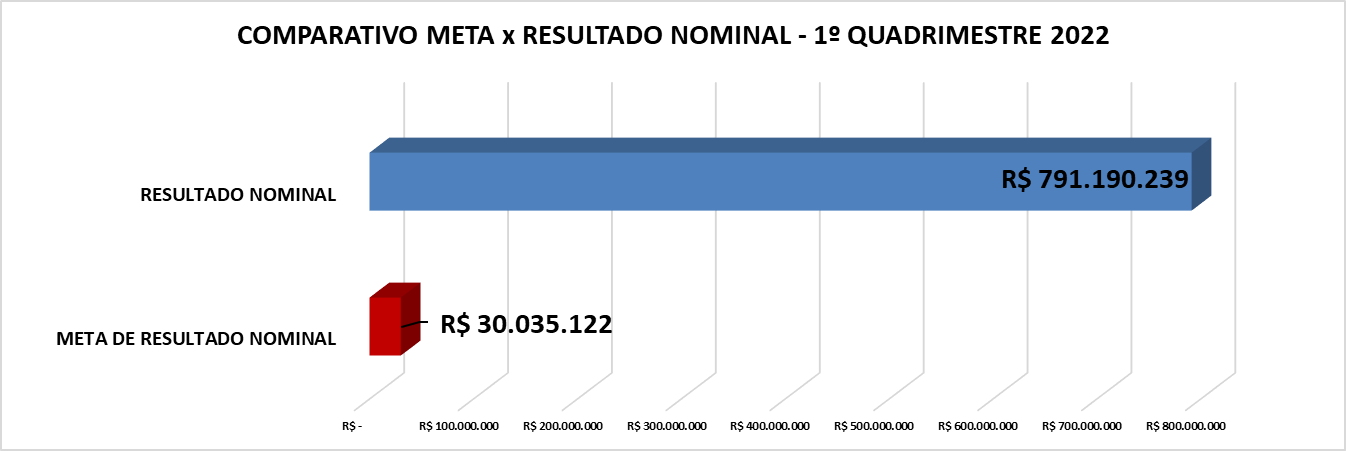 COMPARATIVO META x RESULTADO NOMINAL - 1º QUADRIMESTRE 2022
RESULTADO NOMINAL
R$ 791.190.239
META DE RESULTADO NOMINAL
R$ 30.035.122
R$ -
R$ 100.000.000
R$ 200.000.000
R$ 300.000.000
R$ 400.000.000
R$ 500.000.000
R$ 600.000.000
R$ 700.000.000
R$ 800.000.000